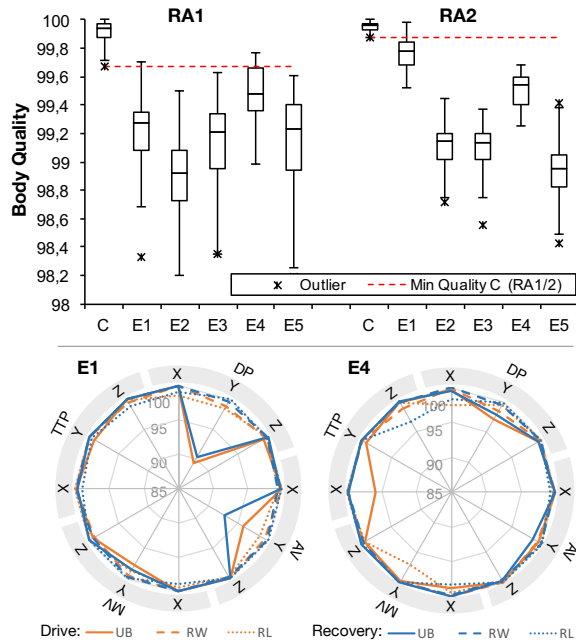 RA1 RA2
100
99,8
99,6
99,4
99,2
99
98,8
98,6
98,4
98,2
98
Body Quality
Outlier Min Quality C (RA1/2)
C E1 E2 E3 E4 E5 C E1 E2 E3 E4 E5
E1
X Y Z X Y Z X Y Z X Y Z
DP AV MV TTP
100
95
90
85
E4
X Y Z X Y Z X Y Z X Y Z
DP AV MV TTP
100
95
90
85
Drive: UB RW RL Recovery: UB RW RL